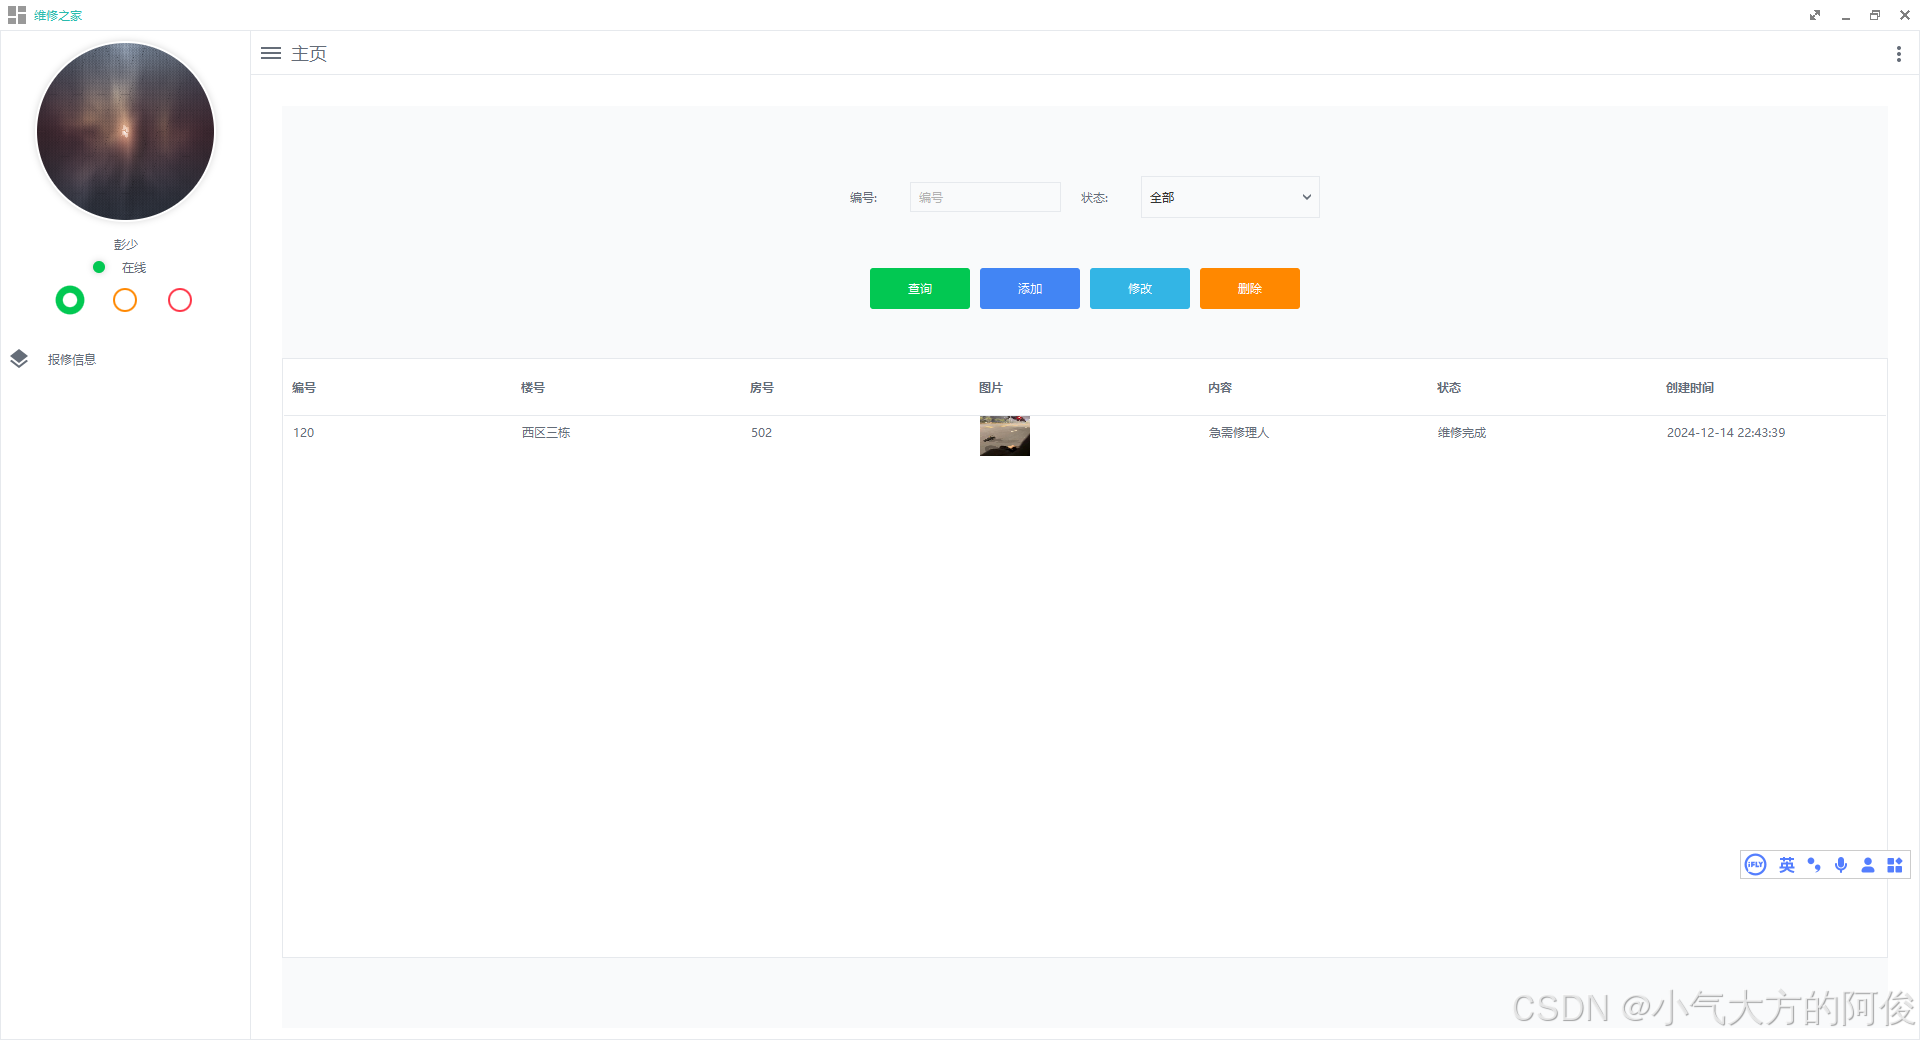 维修之家
主页
彭少
在线
报修信息
编号: 编号 状态: 全部
查询 添加 修改 删除
编号 楼号 房号 图片 内容 状态 创建时间
120 西区三栋 502 急需修理人 维修完成 2024-12-14 22:43:39
iFLY 英
CSDN @小气大方的阿俊